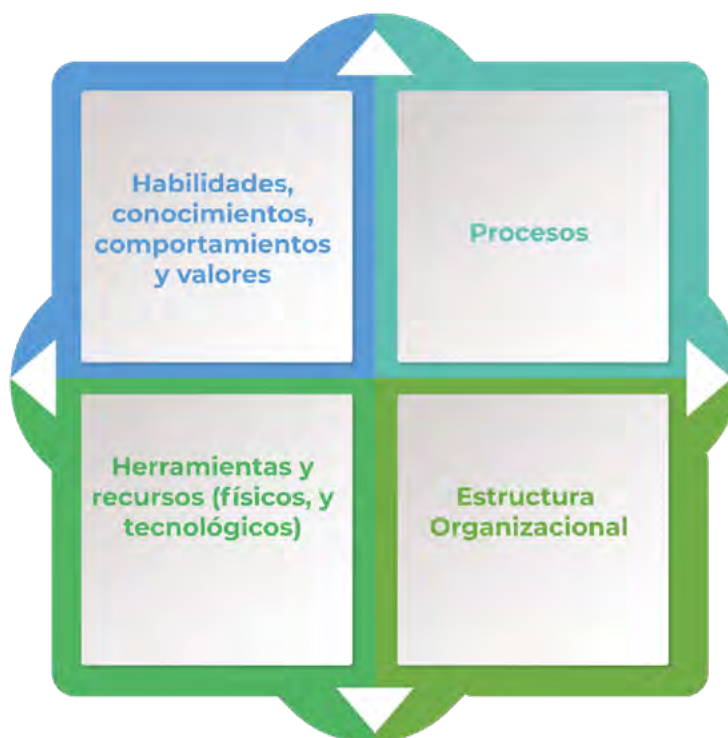 Habilidades,
conocimientos,
comportamientos
y valores
Procesos
Herramientas y
recursos (físicos, y
tecnológicos)
Estructura
Organizacional